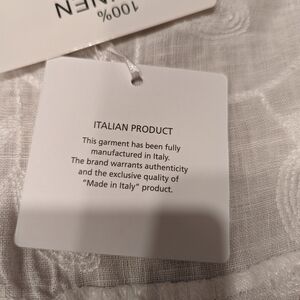 100%
LINEN
ITALIAN PRODUCT
This garment has been fully
manufactured in Italy.
The brand warrants authenticity
and the exclusive quality of
"Made in Italy" product.